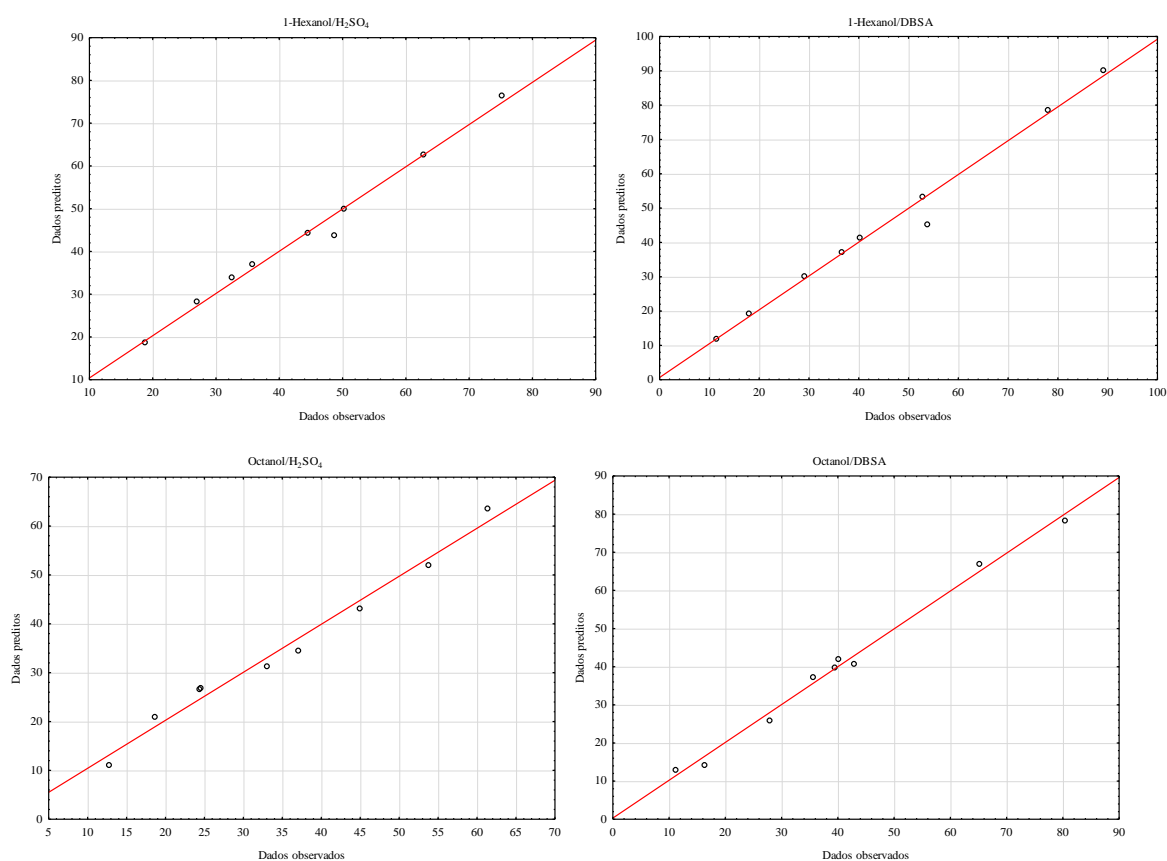 1-Hexanol/H₂SO₄
90
80
70
60
50
40
30
20
10
Dados preditos
10 20 30 40 50 60 70 80 90
Dados observados
1-Hexanol/DBSA
100
90
80
70
60
50
40
30
20
10
0
Dados preditos
0 10 20 30 40 50 60 70 80 90 100
Dados observados
Octanol/H₂SO₄
70
60
50
40
30
20
10
0
Dados preditos
5 10 15 20 25 30 35 40 45 50 55 60 65 70
Dados observados
Octanol/DBSA
90
80
70
60
50
40
30
20
10
0
Dados preditos
0 10 20 30 40 50 60 70 80 90
Dados observados